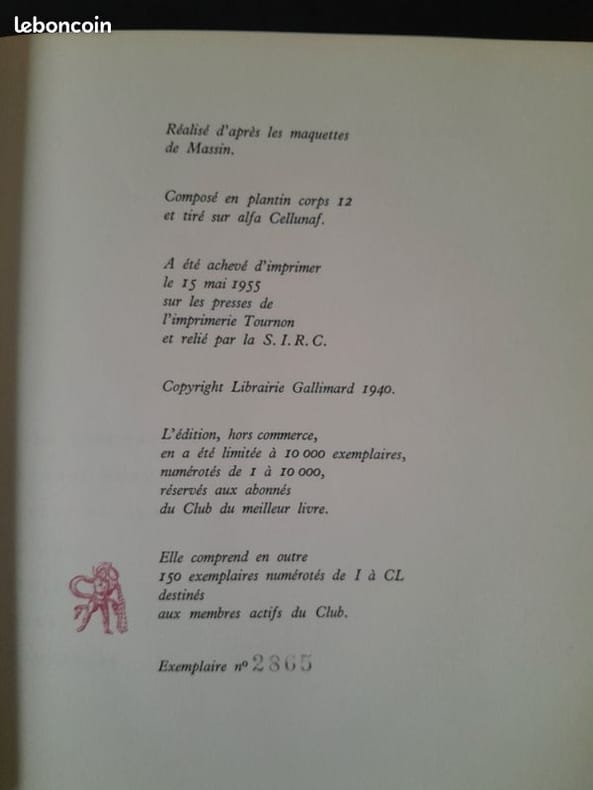 leboncoin
Réalisé d'après les maquettes
de Massin.
Composé en plantin corps 12
et tiré sur alfa Cellunaf.
A été achevé d'imprimer
le 15 mai 1955
sur les presses de
l'imprimerie Tournon
et relié par la S. I. R. C.
Copyright Librairie Gallimard 1940.
L'édition, hors commerce,
en a été limitée à 10 000 exemplaires,
numérotés de 1 à 10 000,
réservés aux abonnés
du Club du meilleur livre.
Elle comprend en outre
150 exemplaires numérotés de I à CL
destinés
aux membres actifs du Club.
Exemplaire nº 2865